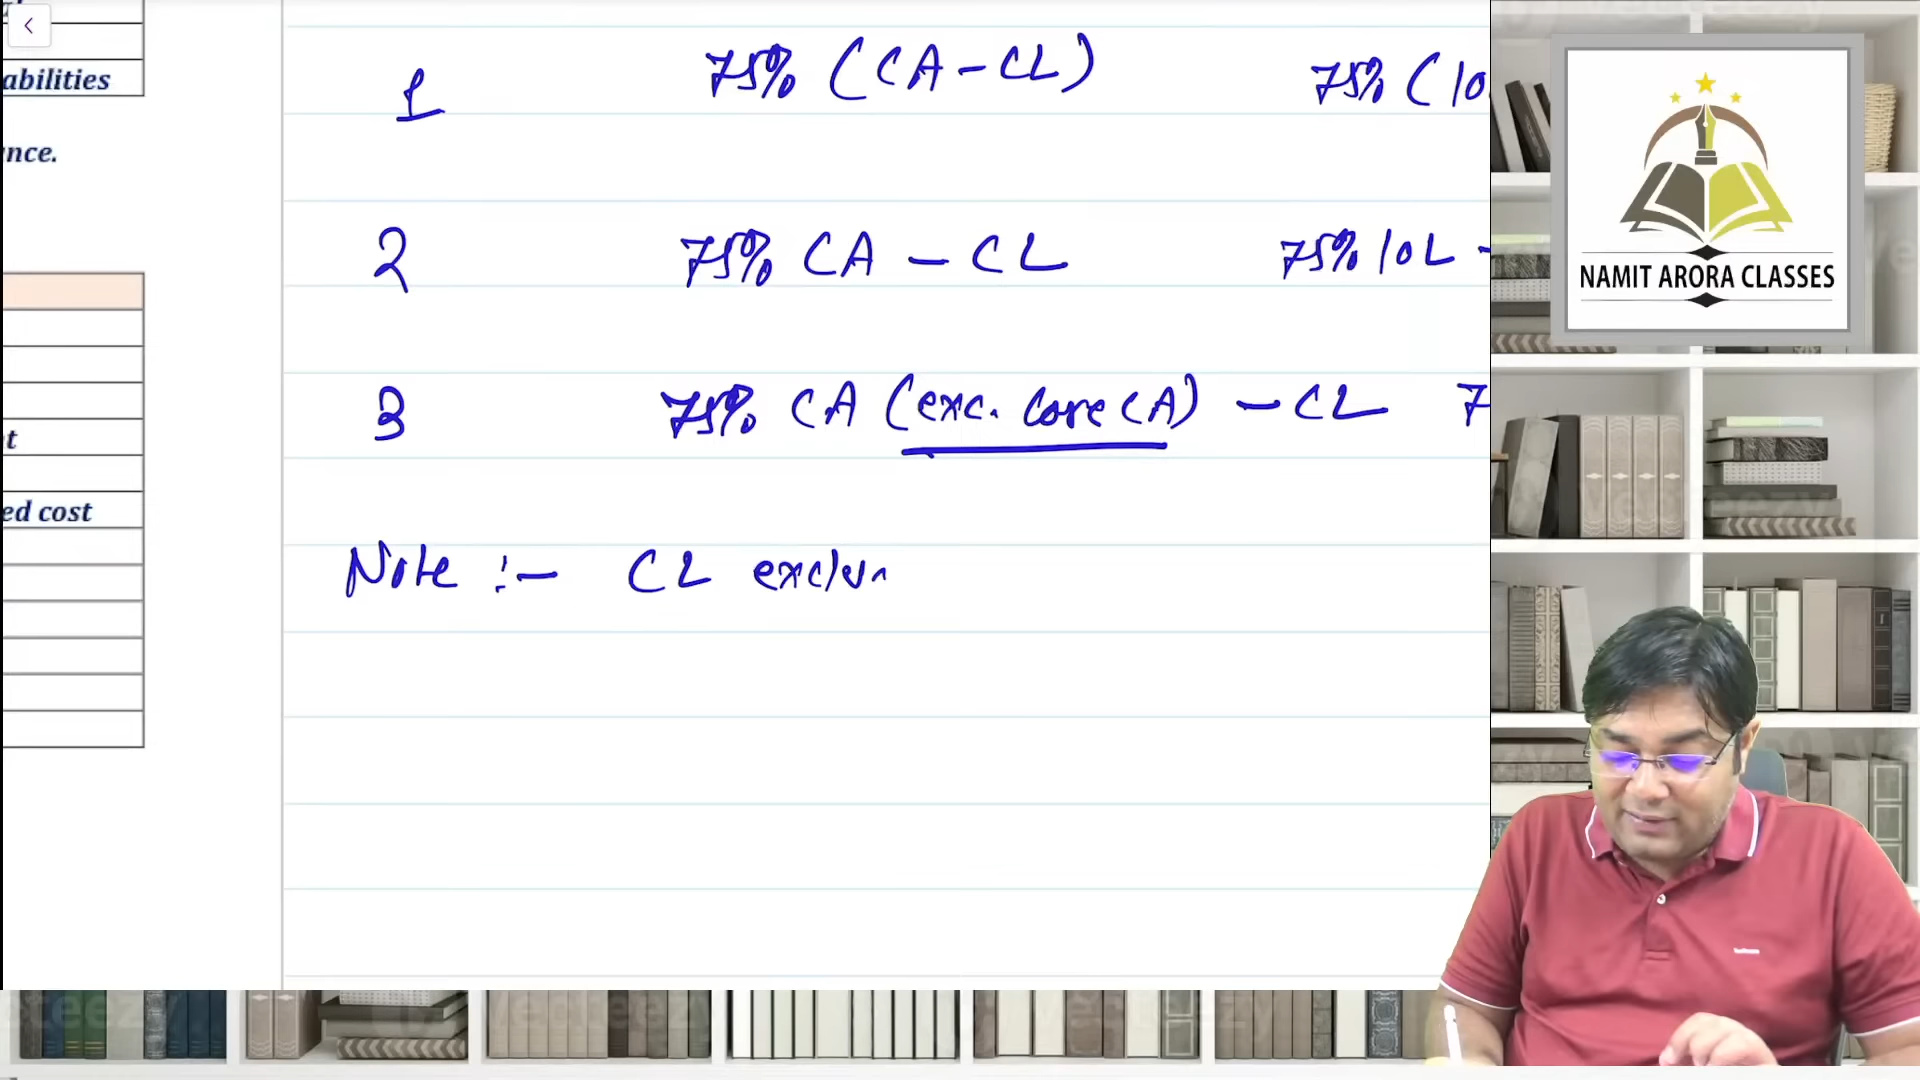 abilities
nce.
t
ed cost
1 75% (CA - CL) 75% (10
2 75% CA - CL 75% 10L -
3 75% CA (exc. Core CA) - CL 7
Note :- CL exclu
NAMIT ARORA CLASSES